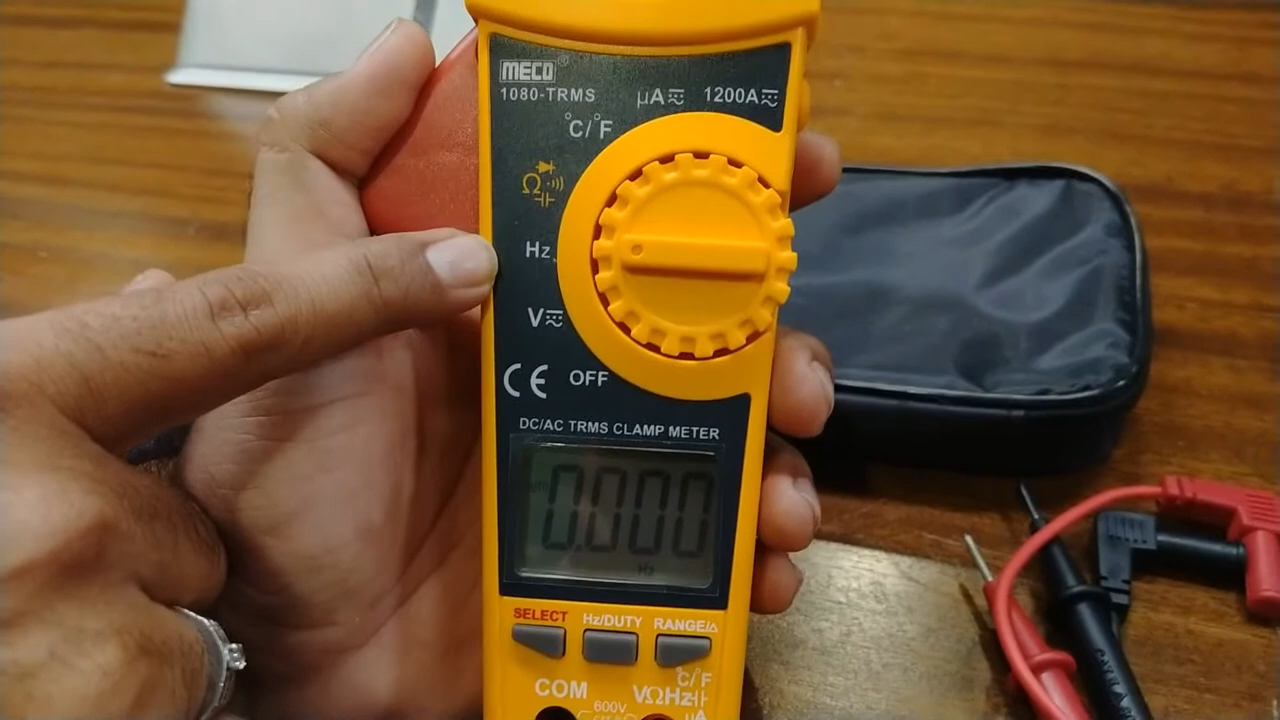 MECO®
1080-TRMS
µA 1200A
°C/°F
Ω
Hz
V
CE OFF
DC/AC TRMS CLAMP METER
0.000
Hz
SELECT Hz/DUTY RANGE/Δ
°C/°F
COM VΩHz
600V
µA